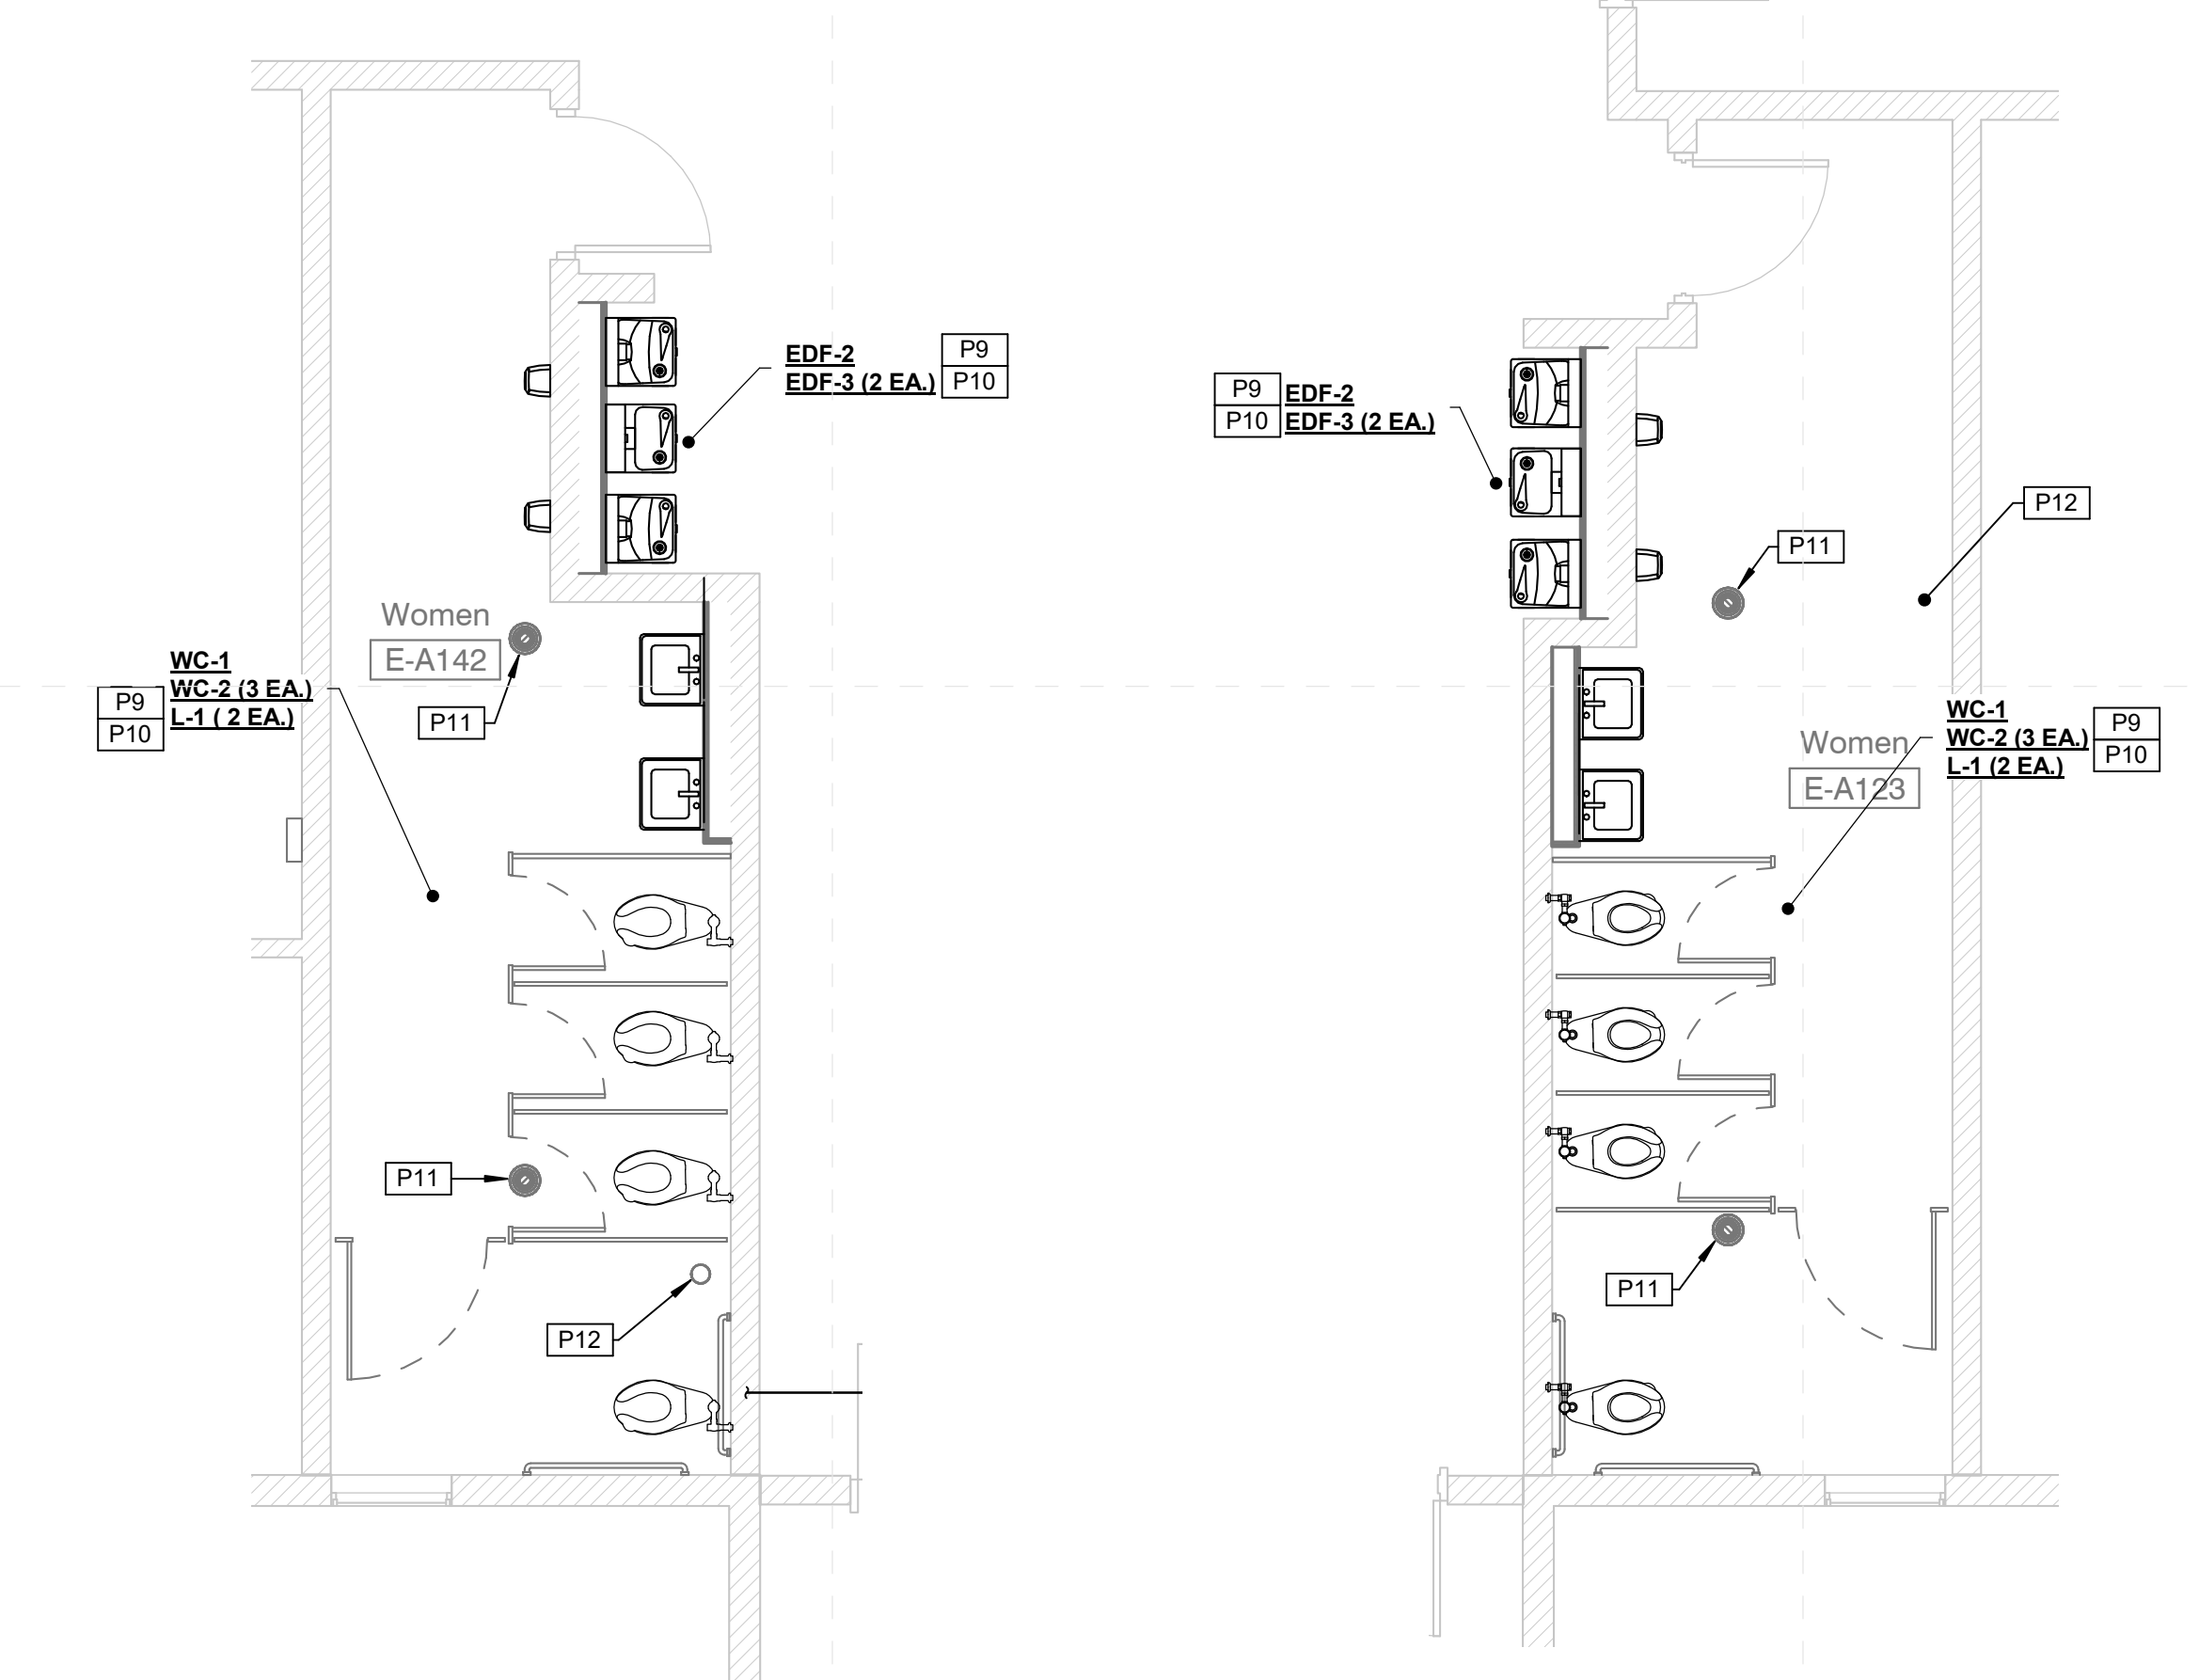 EDF-2
EDF-3 (2 EA.)
P9
P10
P9
P10
EDF-2
EDF-3 (2 EA.)
P12
P11
Women
E-A142
WC-1
WC-2 (3 EA.)
L-1 ( 2 EA.)
P9
P10
P11
Women
E-A123
WC-1
WC-2 (3 EA.)
L-1 (2 EA.)
P9
P10
P11
P11
P12